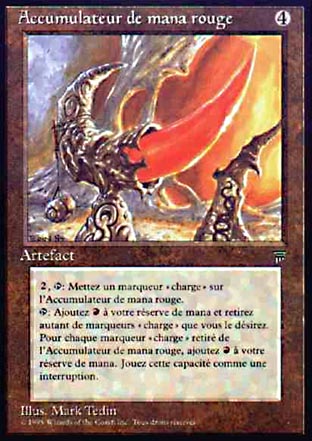 Accumulateur de mana rouge 4
Artefact
2, : Mettez un marqueur «charge» sur
l'Accumulateur de mana rouge.
: Ajoutez à votre réserve de mana et retirez
autant de marqueurs «charge» que vous le désirez.
Pour chaque marqueur «charge» retiré de
l'Accumulateur de mana rouge, ajoutez à votre
réserve de mana. Jouez cette capacité comme une
interruption.
Illus. Mark Tedin
© 1995 Wizards of the Coast, Inc. Tous droits réservés